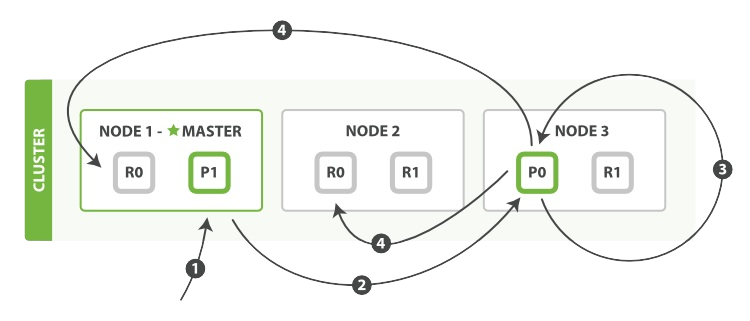 4
CLUSTER
NODE 1 - ★ MASTER
R0
P1
NODE 2
R0
R1
NODE 3
P0
R1
3
4
1
2